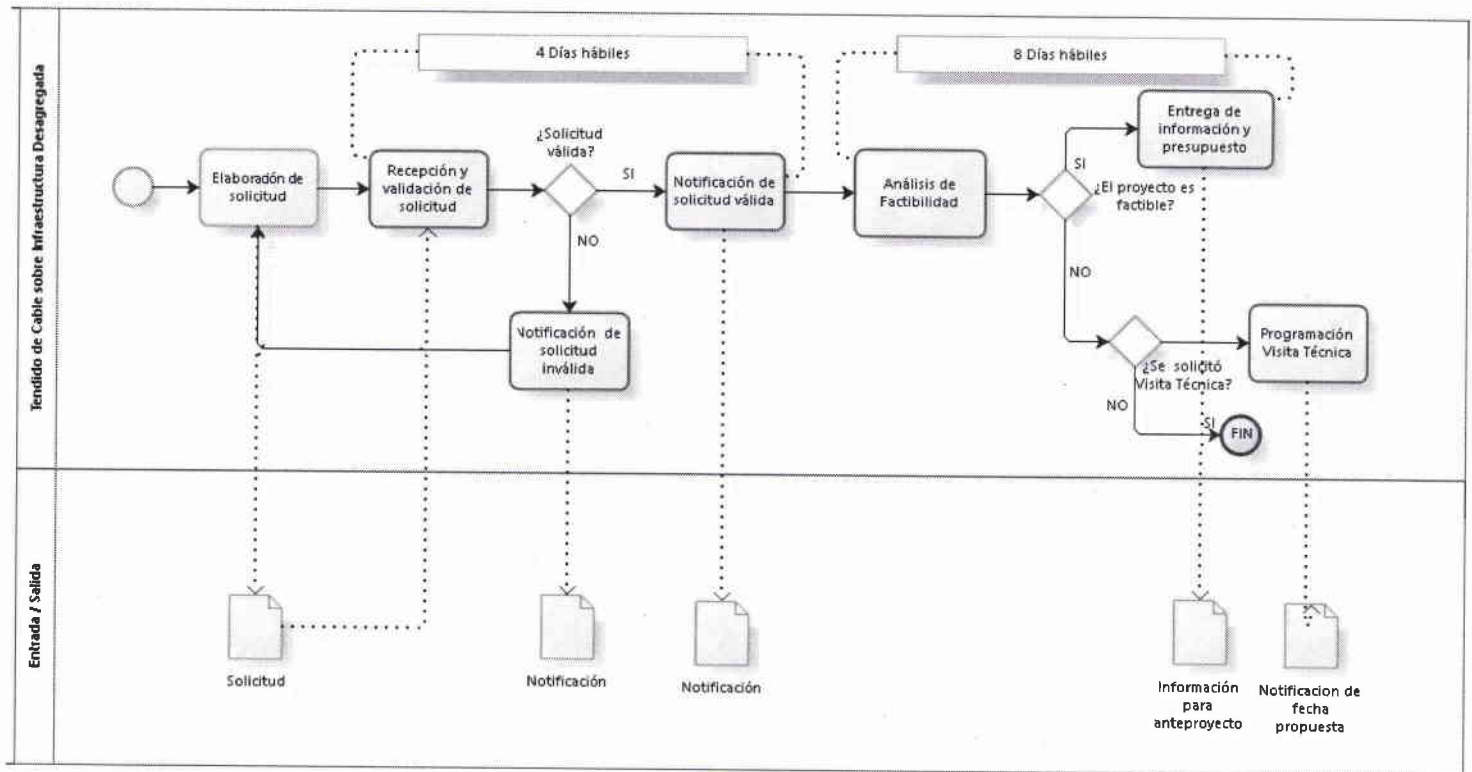 Tendido de Cable sobre Infraestructura Desagregada
4 Días hábiles
8 Días hábiles
Elaboradón de
solicitud
Recepción y
validación de
solicitud
¿Solicitud
válida?
SI
NO
Notificación de
solicitud válida
Notificación de
solicitud
inválida
Análisis de
Factibilidad
SI
¿El proyecto es
factible?
NO
Entrega de
información y
presupuesto
¿Se solicitó
Visita Técnica?
NO
SI
FIN
Programación
Visita Técnica
Entrada / Salida
Solicitud
Notificación
Notificación
Información
para
anteproyecto
Notificacion de
fecha
propuesta